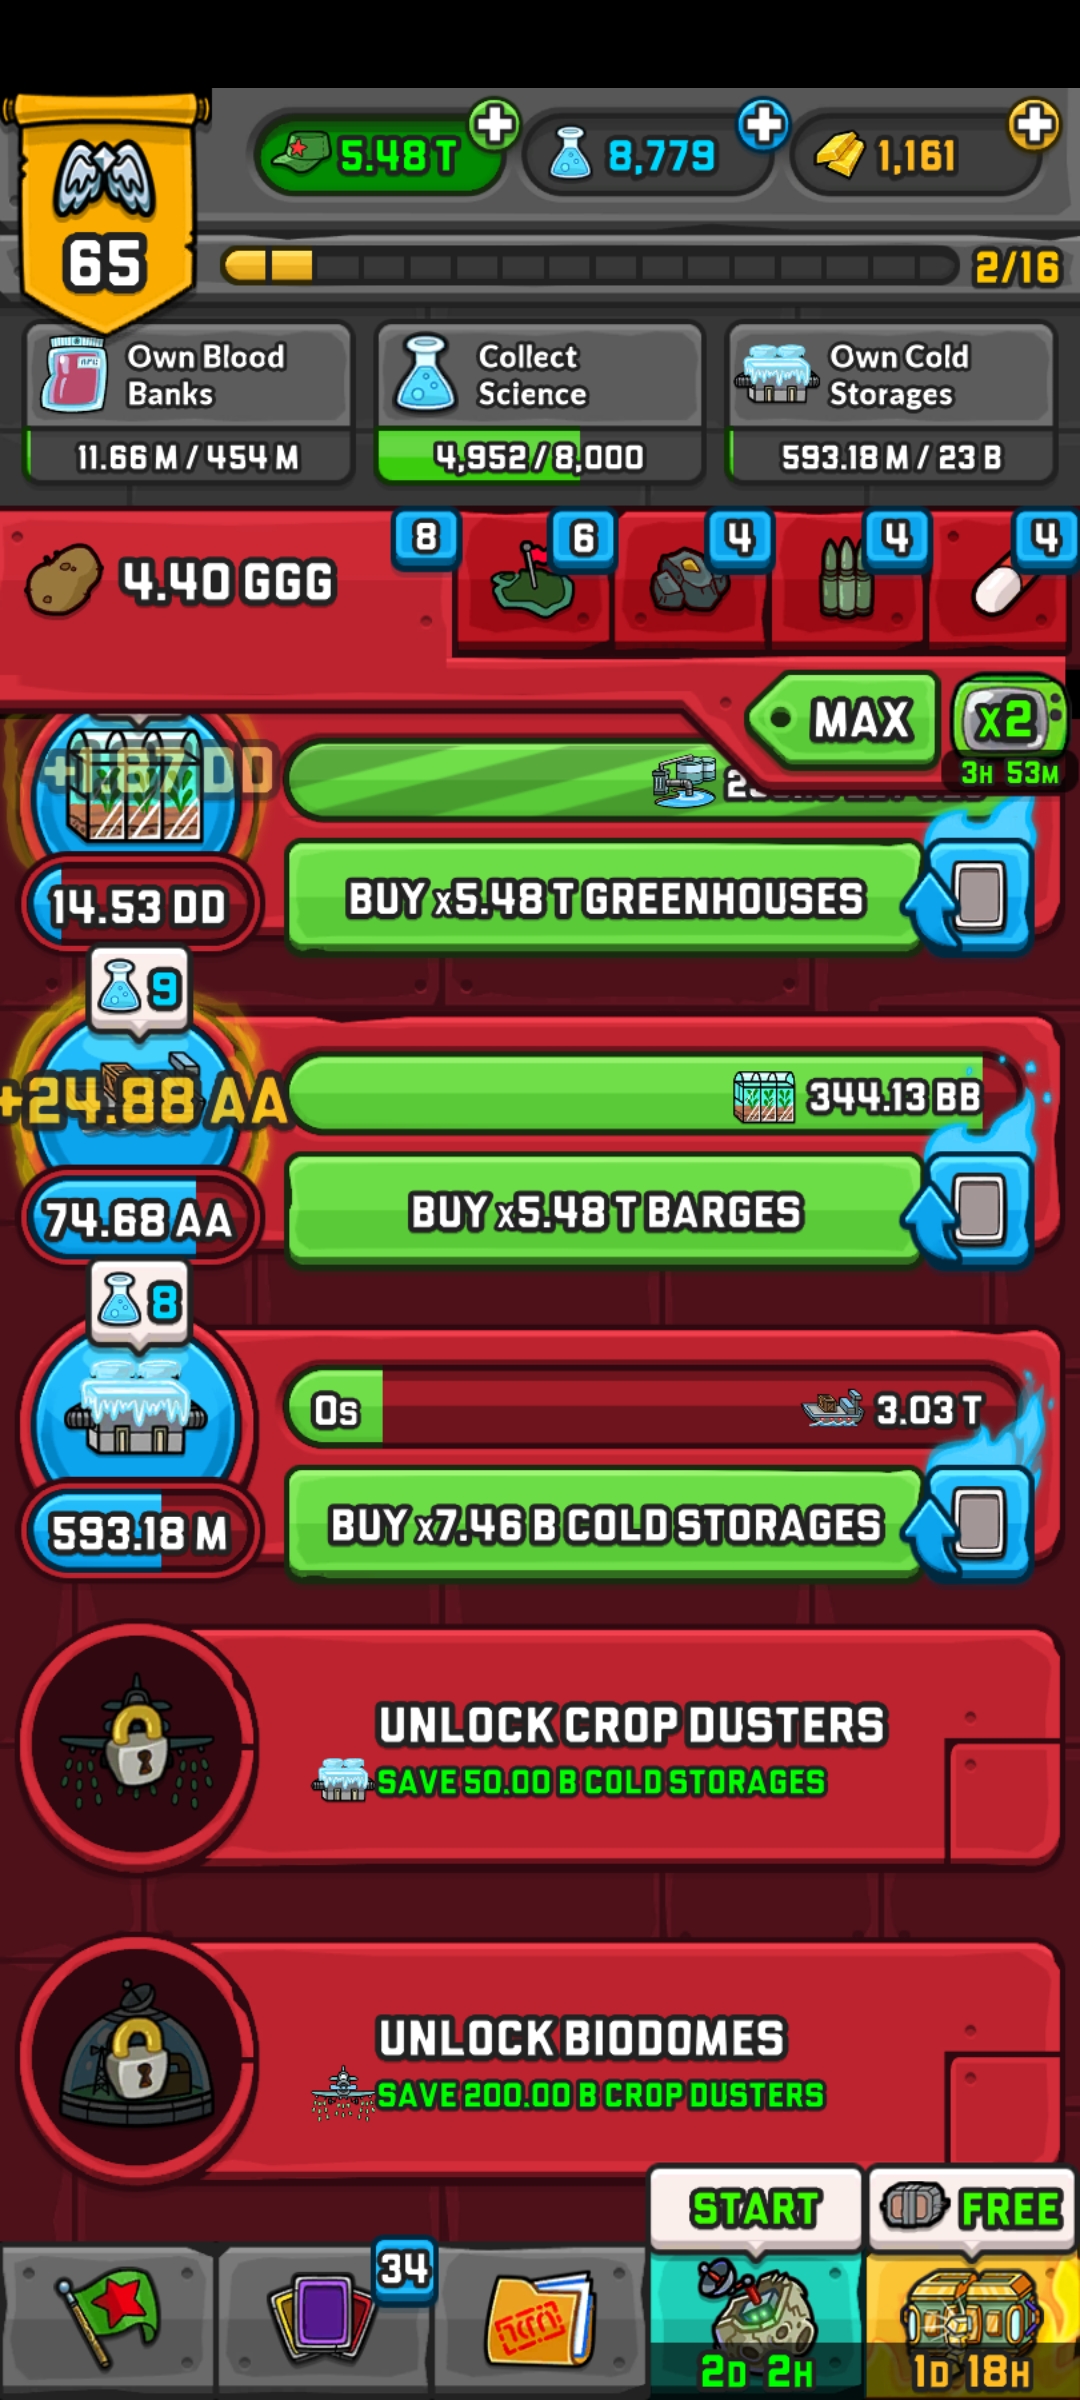 5.48 T
8,779
1,161
65
2/16
Own Blood
Banks
11.66 M / 454 M
Collect
Science
4,952/8,000
Own Cold
Storages
593.18 M / 23 B
4.40 GGG
8
6
4
4
4
MAX
x2
3H 53M
+1.87 DD
14.53 DD
BUY x5.48 T GREENHOUSES
9
+24.88 AA
344.13 BB
74.68 AA
BUY x5.48 T BARGES
8
0s
3.03 T
593.18 M
BUY x7.46 B COLD STORAGES
UNLOCK CROP DUSTERS
SAVE 50.00 B COLD STORAGES
UNLOCK BIODOMES
SAVE 200.00 B CROP DUSTERS
START
FREE
34
2D 2H
1D 18H